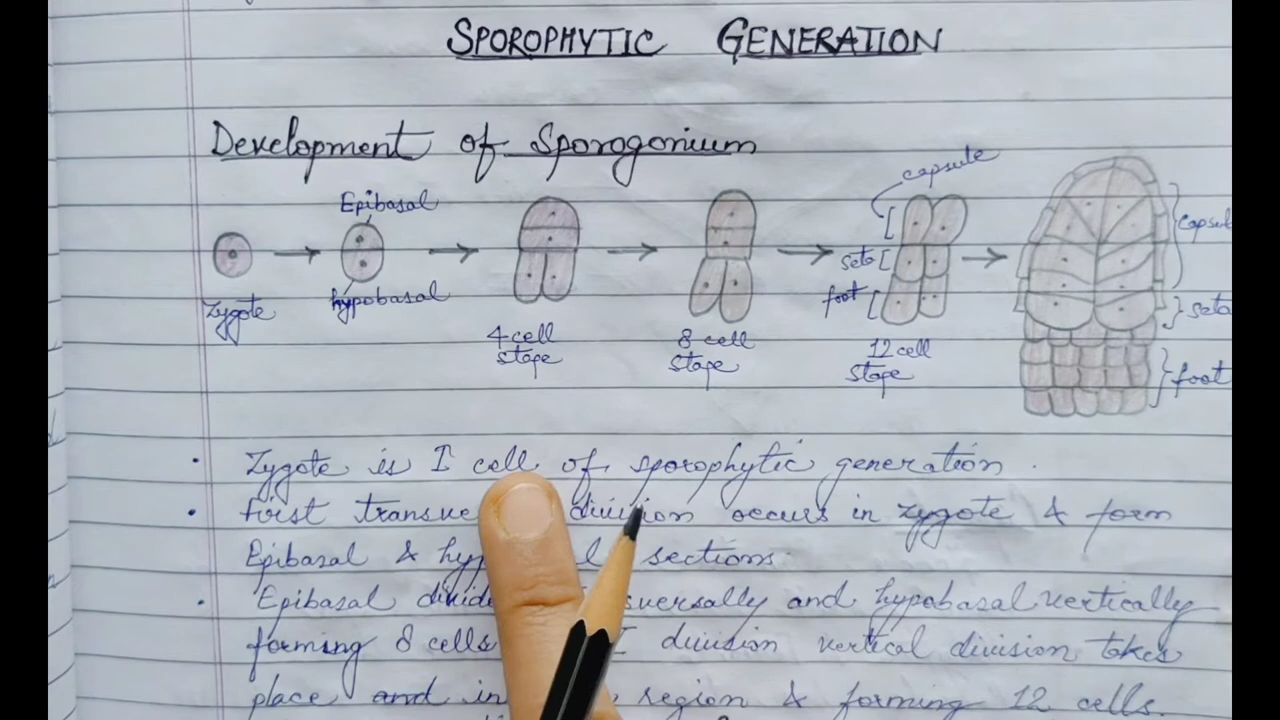 SPOROPHYTIC GENERATION
Development of Sporogonium
capsule
Epibasal
capsul
seta
foot
hypobasal
zygote
seta
4 cell
stage
8 cell
stage
12 cell
stage
foot
• Zygote is I cell of sporophytic generation.
• First transve division occurs in zygote & form
Epibasal & hyp l sections.
• Epibasal divide sversally and hypobasal vertically
forming 8 cells I division vertical division takes
place and in region & forming 12 cells.